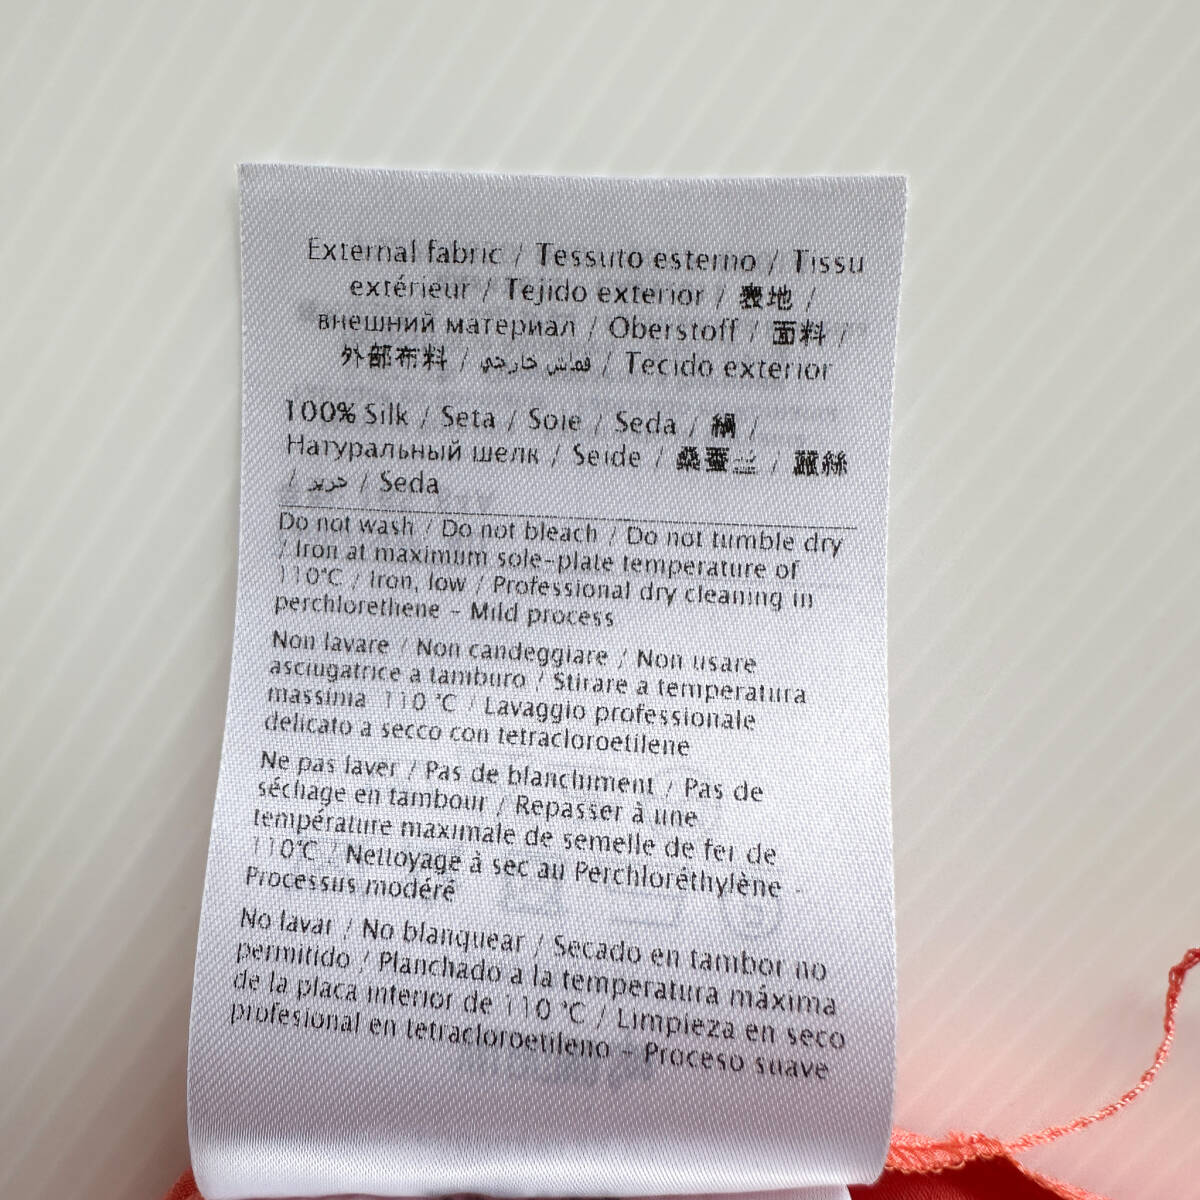 External fabric / Tessuto esterno / Tissu
extérieur / Tejido exterior / 表地 /
внешний материал / Oberstoff / 面料 /
外部布料 / قماش خارجي / Tecido exterior
100% Silk / Seta / Soie / Seda / 絹 /
Натуральный шелк / Seide / 桑蚕丝 / 蠶絲
/ حرير / Seda
Do not wash / Do not bleach / Do not tumble dry
/ Iron at maximum sole-plate temperature of
110°C / Iron, low / Professional dry cleaning in
perchlorethene - Mild process
Non lavare / Non candeggiare / Non usare
asciugatrice a tamburo / Stirare a temperatura
massima 110 °C / Lavaggio professionale
delicato a secco con tetracloroetilene
Ne pas laver / Pas de blanchiment / Pas de
séchage en tambour / Repasser à une
température maximale de semelle de fer de
110°C / Nettoyage à sec au Perchloréthylène -
Processus modéré
No lavar / No blanquear / Secado en tambor no
permitido / Planchado a la temperatura máxima
de la placa interior de 110 °C / Limpieza en seco
profesional en tetracloroetileno - Proceso suave